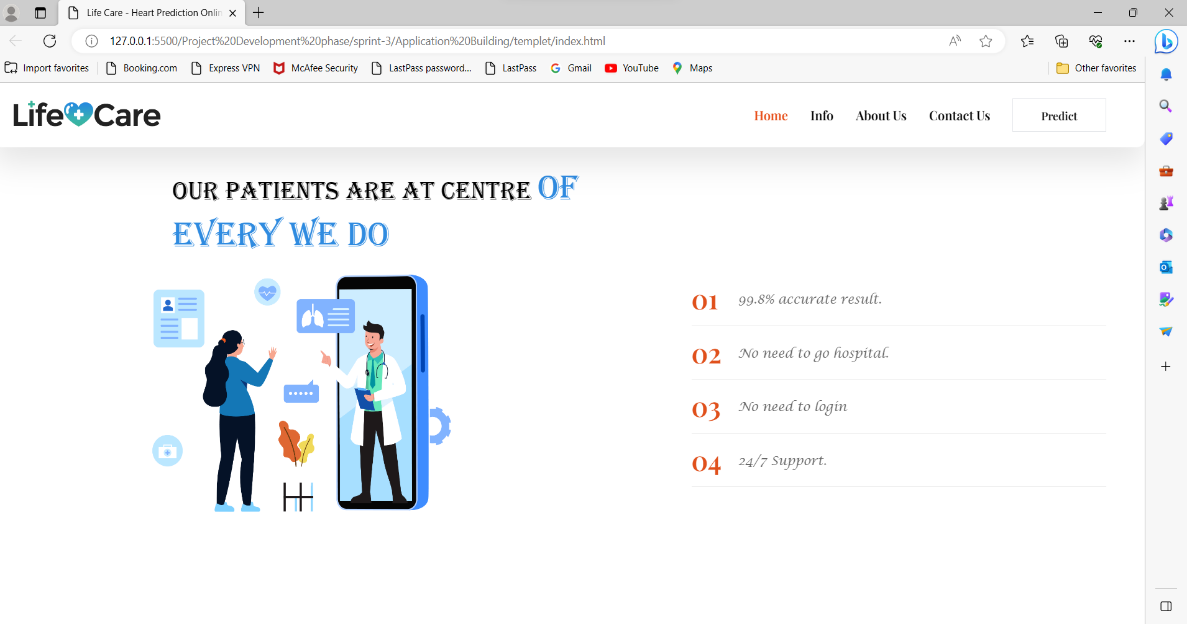 Life Care - Heart Prediction Onlin
127.0.0.1:5500/Project%20Development%20phase/sprint-3/Application%20Building/templet/index.html
Import favorites Booking.com Express VPN McAfee Security LastPass password... LastPass Gmail YouTube Maps Other favorites
Life Care Home Info About Us Contact Us Predict
OUR PATIENTS ARE AT CENTRE OF
EVERY WE DO
01 99.8% accurate result.
02 No need to go hospital.
03 No need to login
04 24/7 Support.